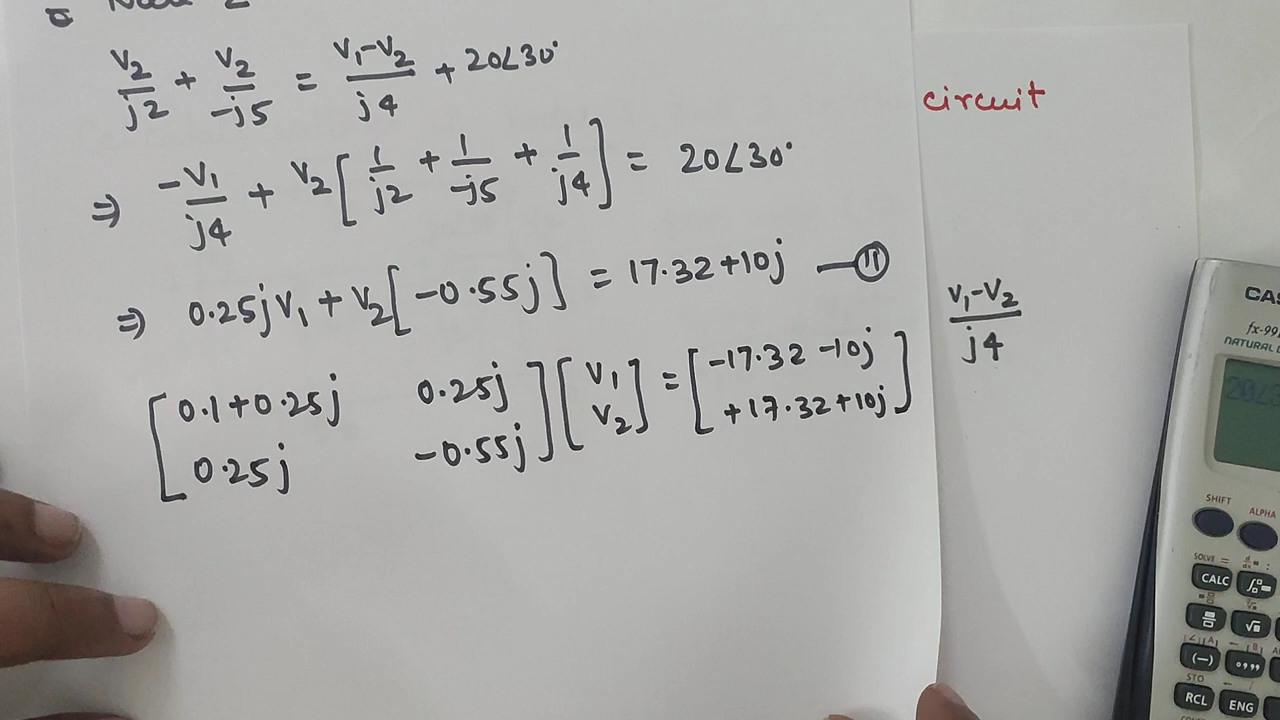 V₂/j2 + V₂/-j5 = V₁-V₂/j4 + 20∠30°
⇒ -V₁/j4 + V₂[1/j2 + 1/-j5 + 1/j4] = 20∠30°
⇒ 0.25jV₁ + V₂[-0.55j] = 17.32+10j —(II)
[0.1+0.25j 0.25j] [V₁] = [-17.32-10j]
[0.25j -0.55j] [V₂] [+17.32+10j]
circuit
V₁-V₂/j4
CAS
fx-99
NATURAL
SHIFT
ALPHA
SOLVE =
CALC
(-)
STO
RCL
ENG